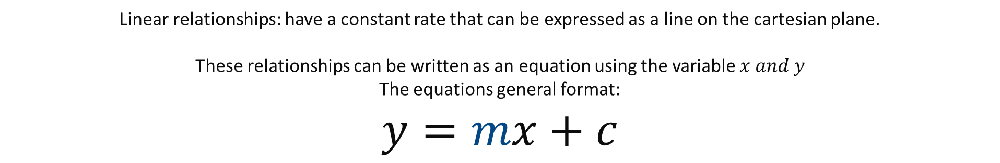 Linear relationships: have a constant rate that can be expressed as a line on the cartesian plane.
These relationships can be written as an equation using the variable x and y
The equations general format:
y = mx + c